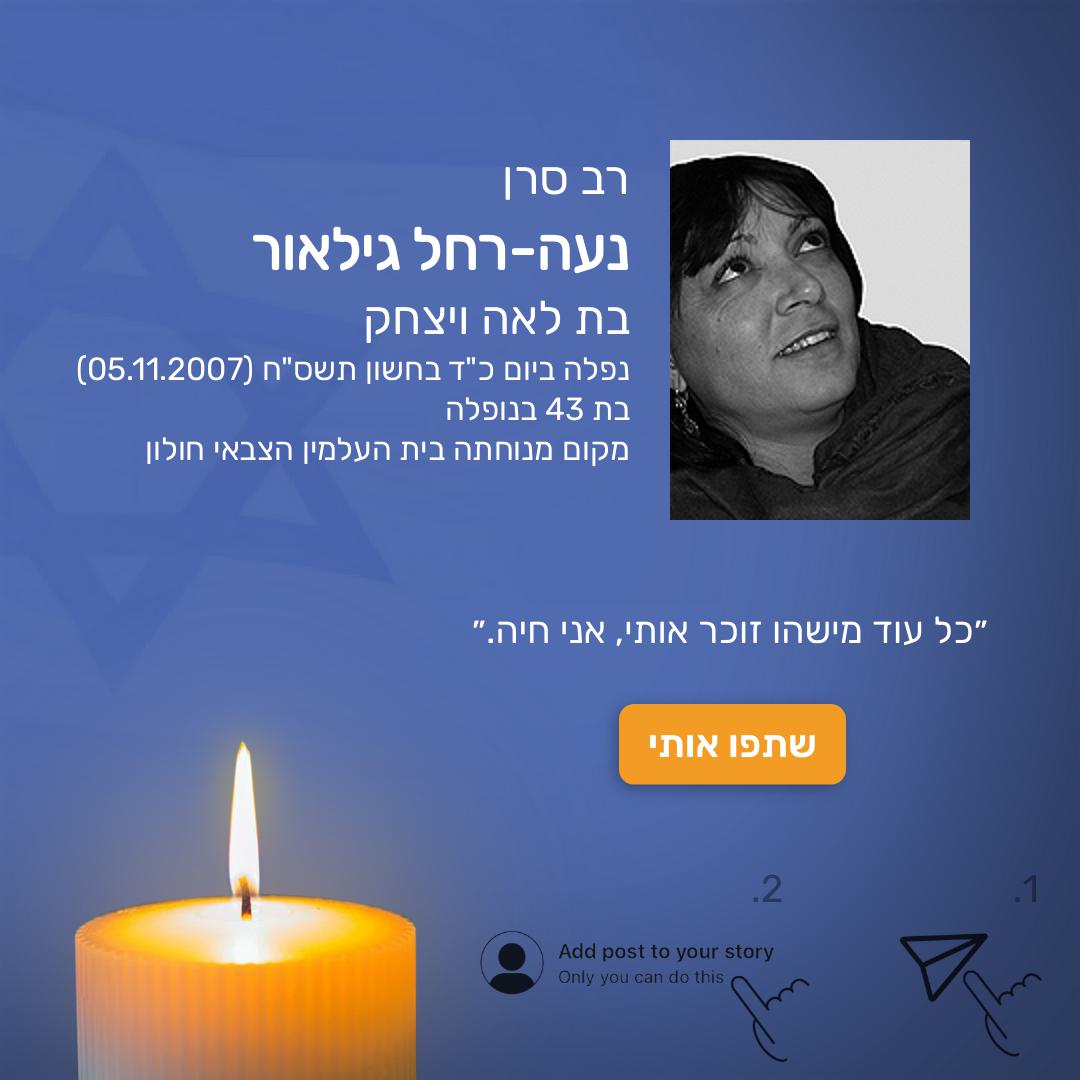 רב סרן
נעה-רחל גילאור
בת לאה ויצחק
נפלה ביום כ"ד בחשון תשס"ח (05.11.2007)
בת 43 בנופלה
מקום מנוחתה בית העלמין הצבאי חולון
״כל עוד מישהו זוכר אותי, אני חיה.״
שתפו אותי
1.
2.
Add post to your story
Only you can do this